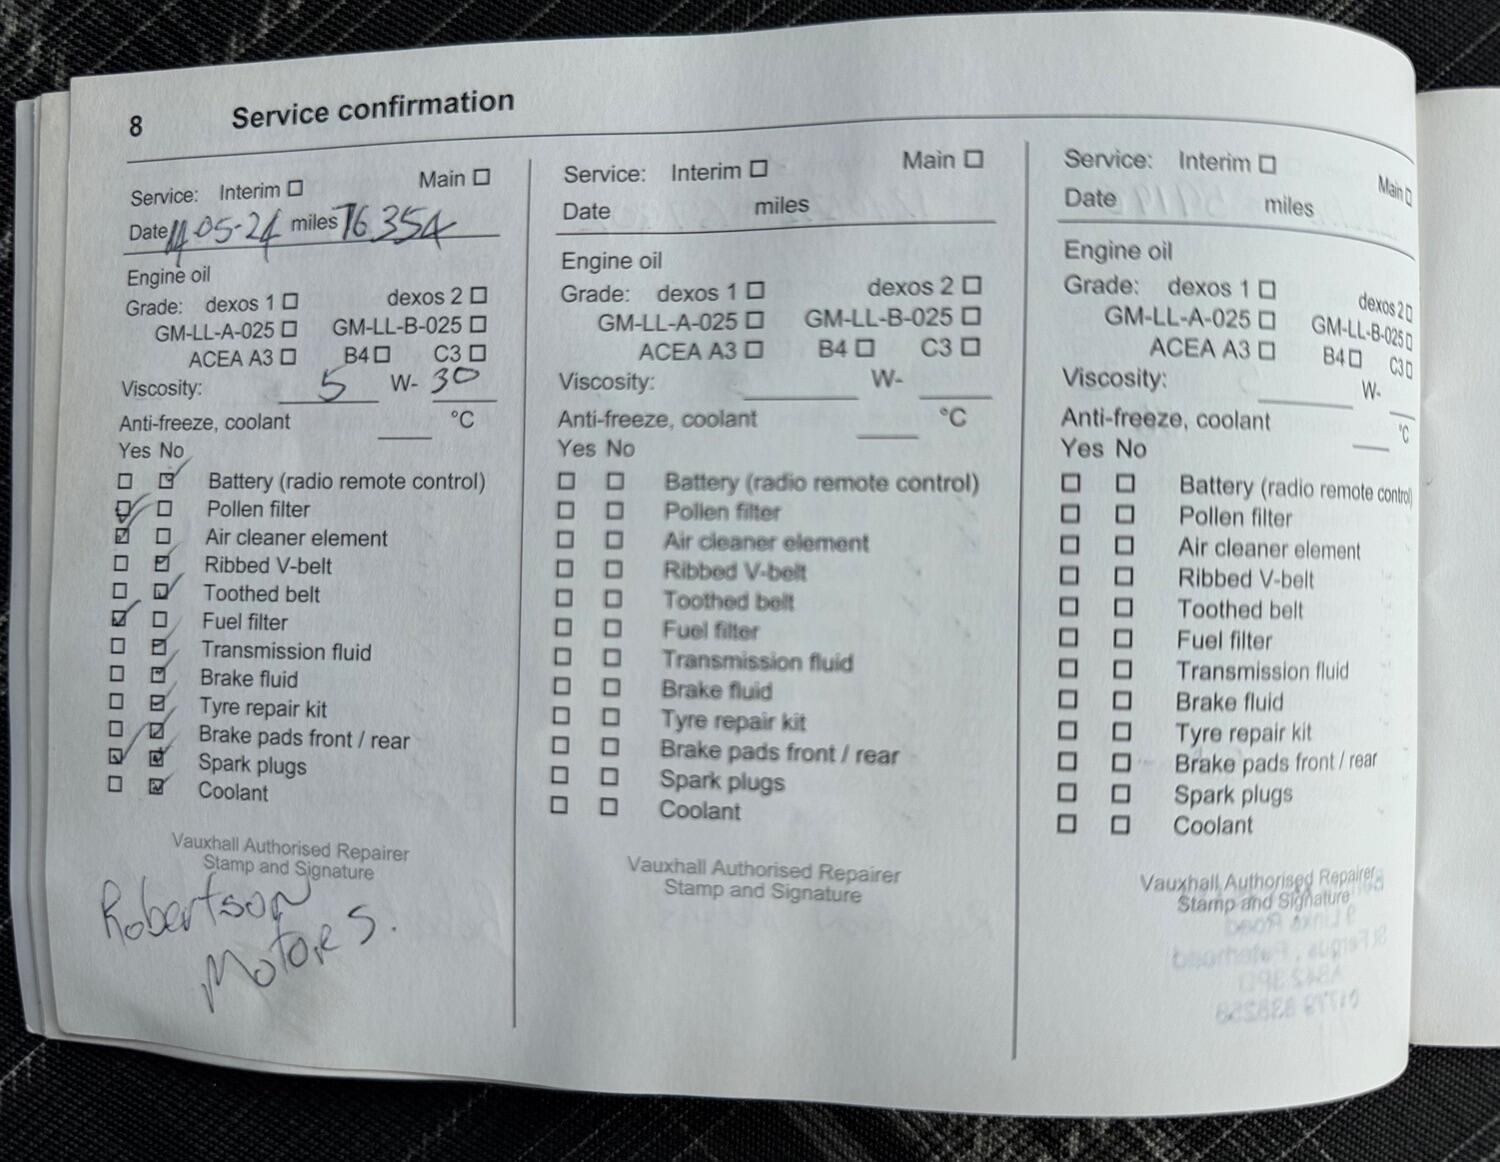 8 Service confirmation
Service: Interim ☐ Main ☐
Date 11.05-24 miles 76354
Engine oil
Grade: dexos 1 ☐ dexos 2 ☐
GM-LL-A-025 ☐ GM-LL-B-025 ☐
ACEA A3 ☐ B4 ☐ C3 ☐
Viscosity: 5 W- 30
Anti-freeze, coolant ____ °C
Yes No
☐ ☑ Battery (radio remote control)
☑ ☐ Pollen filter
☑ ☐ Air cleaner element
☐ ☑ Ribbed V-belt
☐ ☑ Toothed belt
☑ ☐ Fuel filter
☐ ☑ Transmission fluid
☐ ☑ Brake fluid
☐ ☑ Tyre repair kit
☐ ☑ Brake pads front / rear
☑ ☑ Spark plugs
☐ ☑ Coolant
Vauxhall Authorised Repairer
Stamp and Signature
Robertson
Motors.
Service: Interim ☐ Main ☐
Date miles
Engine oil
Grade: dexos 1 ☐ dexos 2 ☐
GM-LL-A-025 ☐ GM-LL-B-025 ☐
ACEA A3 ☐ B4 ☐ C3 ☐
Viscosity: ____ W- ____
Anti-freeze, coolant ____ °C
Yes No
☐ ☐ Battery (radio remote control)
☐ ☐ Pollen filter
☐ ☐ Air cleaner element
☐ ☐ Ribbed V-belt
☐ ☐ Toothed belt
☐ ☐ Fuel filter
☐ ☐ Transmission fluid
☐ ☐ Brake fluid
☐ ☐ Tyre repair kit
☐ ☐ Brake pads front / rear
☐ ☐ Spark plugs
☐ ☐ Coolant
Vauxhall Authorised Repairer
Stamp and Signature
Service: Interim ☐ Main ☐
Date miles
Engine oil
Grade: dexos 1 ☐ dexos 2 ☐
GM-LL-A-025 ☐ GM-LL-B-025 ☐
ACEA A3 ☐ B4 ☐ C3 ☐
Viscosity: ____ W- ____
Anti-freeze, coolant ____ °C
Yes No
☐ ☐ Battery (radio remote control)
☐ ☐ Pollen filter
☐ ☐ Air cleaner element
☐ ☐ Ribbed V-belt
☐ ☐ Toothed belt
☐ ☐ Fuel filter
☐ ☐ Transmission fluid
☐ ☐ Brake fluid
☐ ☐ Tyre repair kit
☐ ☐ Brake pads front / rear
☐ ☐ Spark plugs
☐ ☐ Coolant
Vauxhall Authorised Repairer
Stamp and Signature